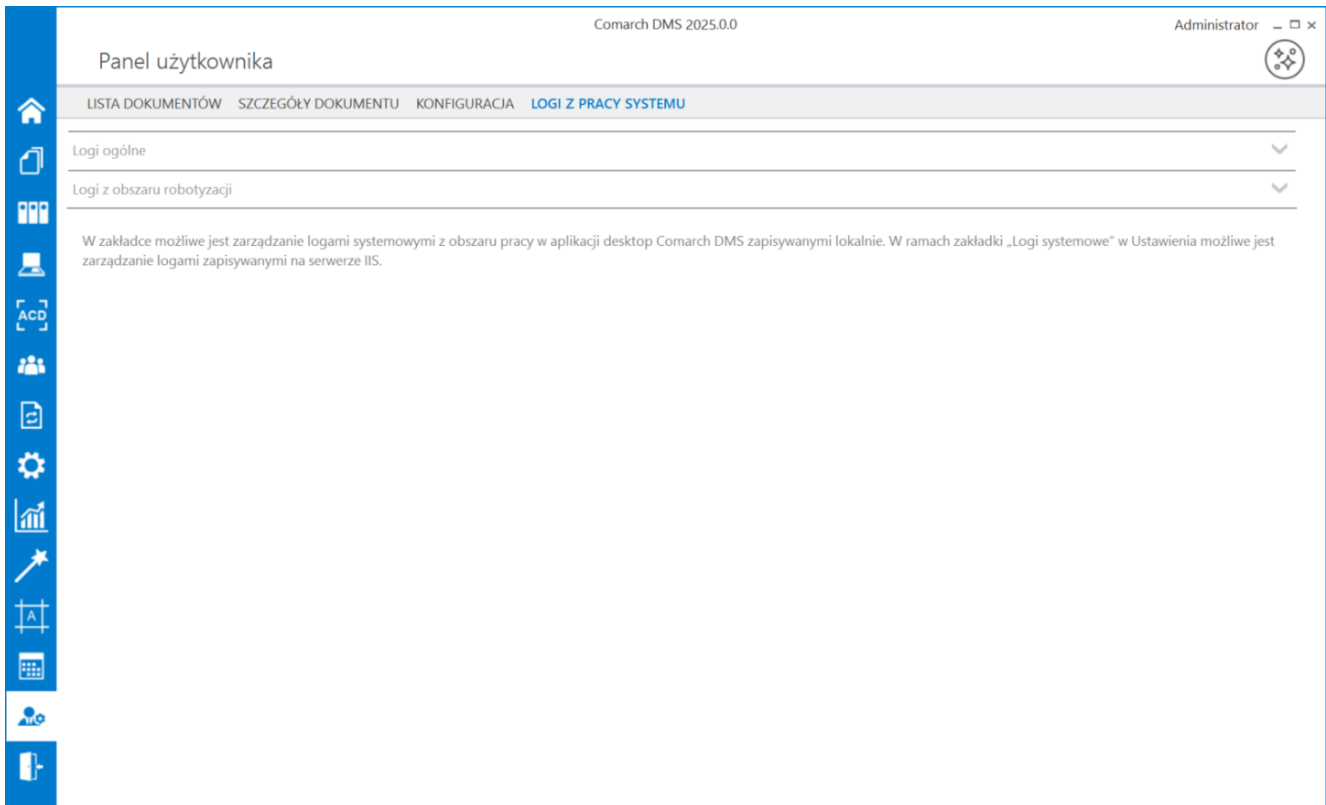 Comarch DMS 2025.0.0
Administrator
Panel użytkownika
LISTA DOKUMENTÓW SZCZEGÓŁY DOKUMENTU KONFIGURACJA LOGI Z PRACY SYSTEMU
Logi ogólne
Logi z obszaru robotyzacji
W zakładce możliwe jest zarządzanie logami systemowymi z obszaru pracy w aplikacji desktop Comarch DMS zapisywanymi lokalnie. W ramach zakładki „Logi systemowe” w Ustawienia możliwe jest
zarządzanie logami zapisywanymi na serwerze IIS.
ACD
A